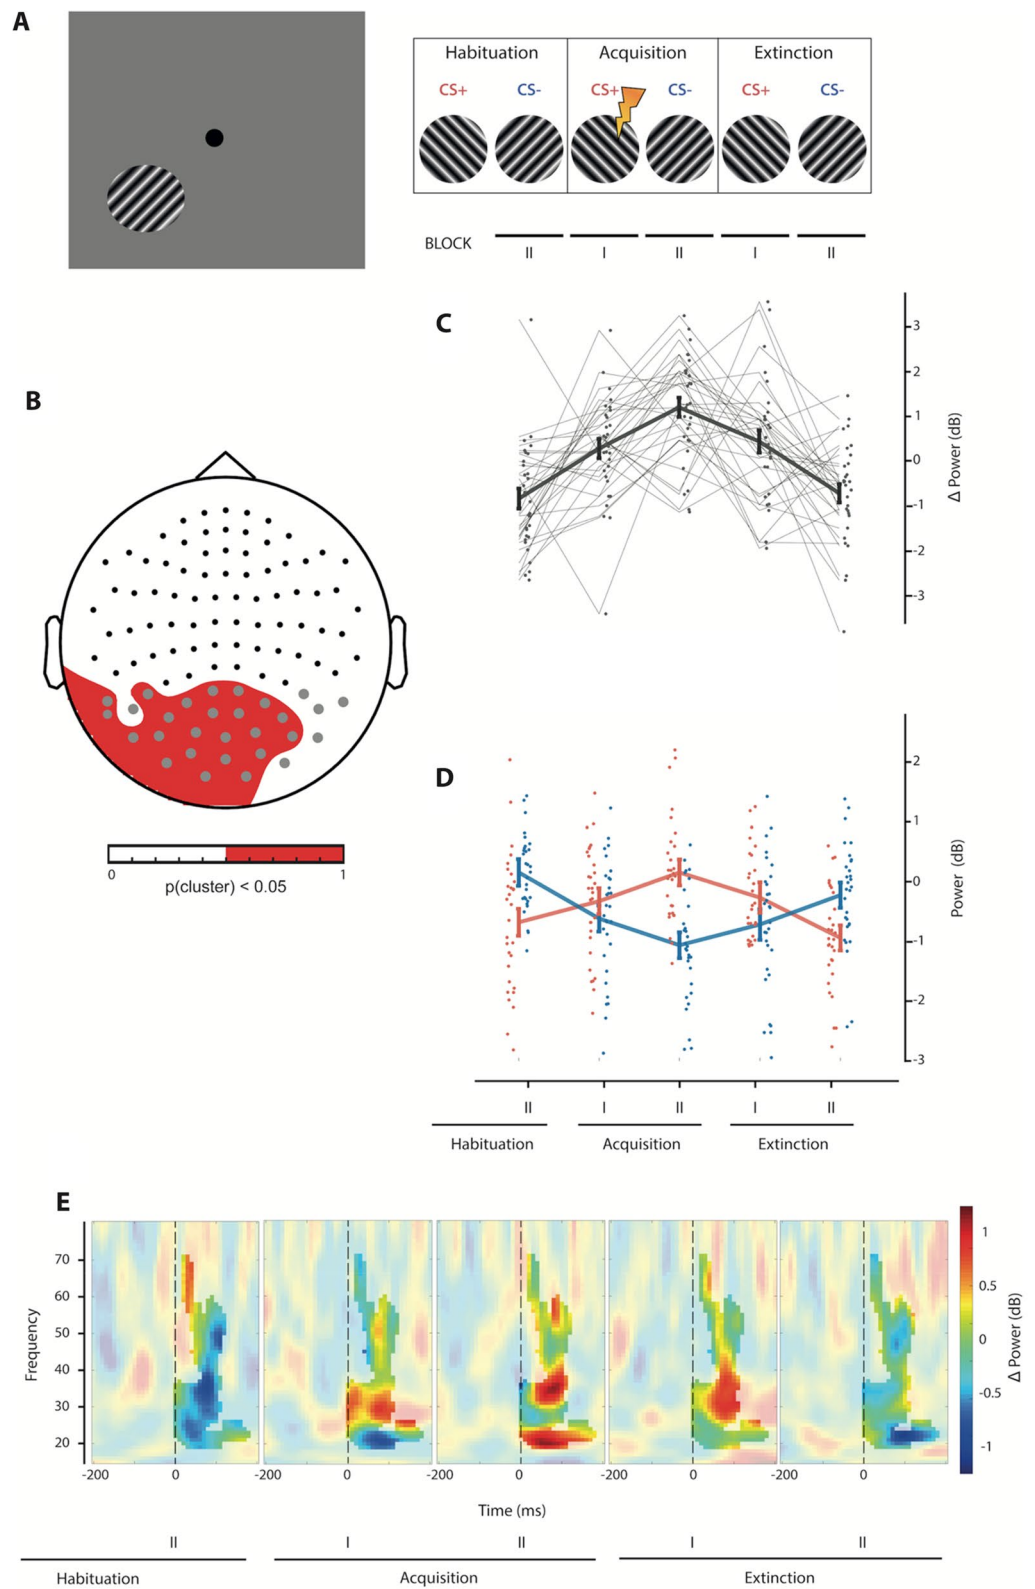 A
Habituation Acquisition Extinction
CS+ CS- CS+ CS- CS+ CS-
BLOCK II I II I II
C
3
2
1
0
-1
-2
-3
Δ Power (dB)
B
0 1
p(cluster) < 0.05
D
2
1
0
-1
-2
-3
Power (dB)
II I II I II
Habituation Acquisition Extinction
E
70
60
50
40
30
20
Frequency
-200 0 -200 0 -200 0 -200 0 -200 0
Time (ms)
1
0.5
0
-0.5
-1
Δ Power (dB)
II I II I II
Habituation Acquisition Extinction